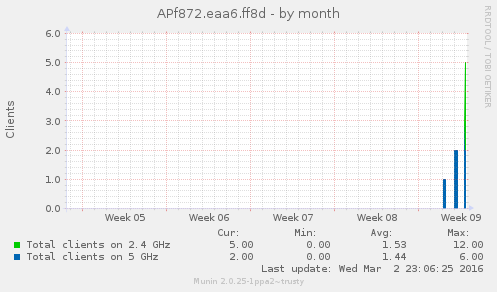 APf872.eaa6.ff8d - by month
RRDTOOL / TOBI OETIKER
Clients
6.0
5.0
4.0
3.0
2.0
1.0
0.0
Week 05 Week 06 Week 07 Week 08 Week 09
Cur: Min: Avg: Max:
Total clients on 2.4 GHz 5.00 0.00 1.53 12.00
Total clients on 5 GHz 2.00 0.00 1.44 6.00
Last update: Wed Mar 2 23:06:25 2016
Munin 2.0.25-1ppa2~trusty